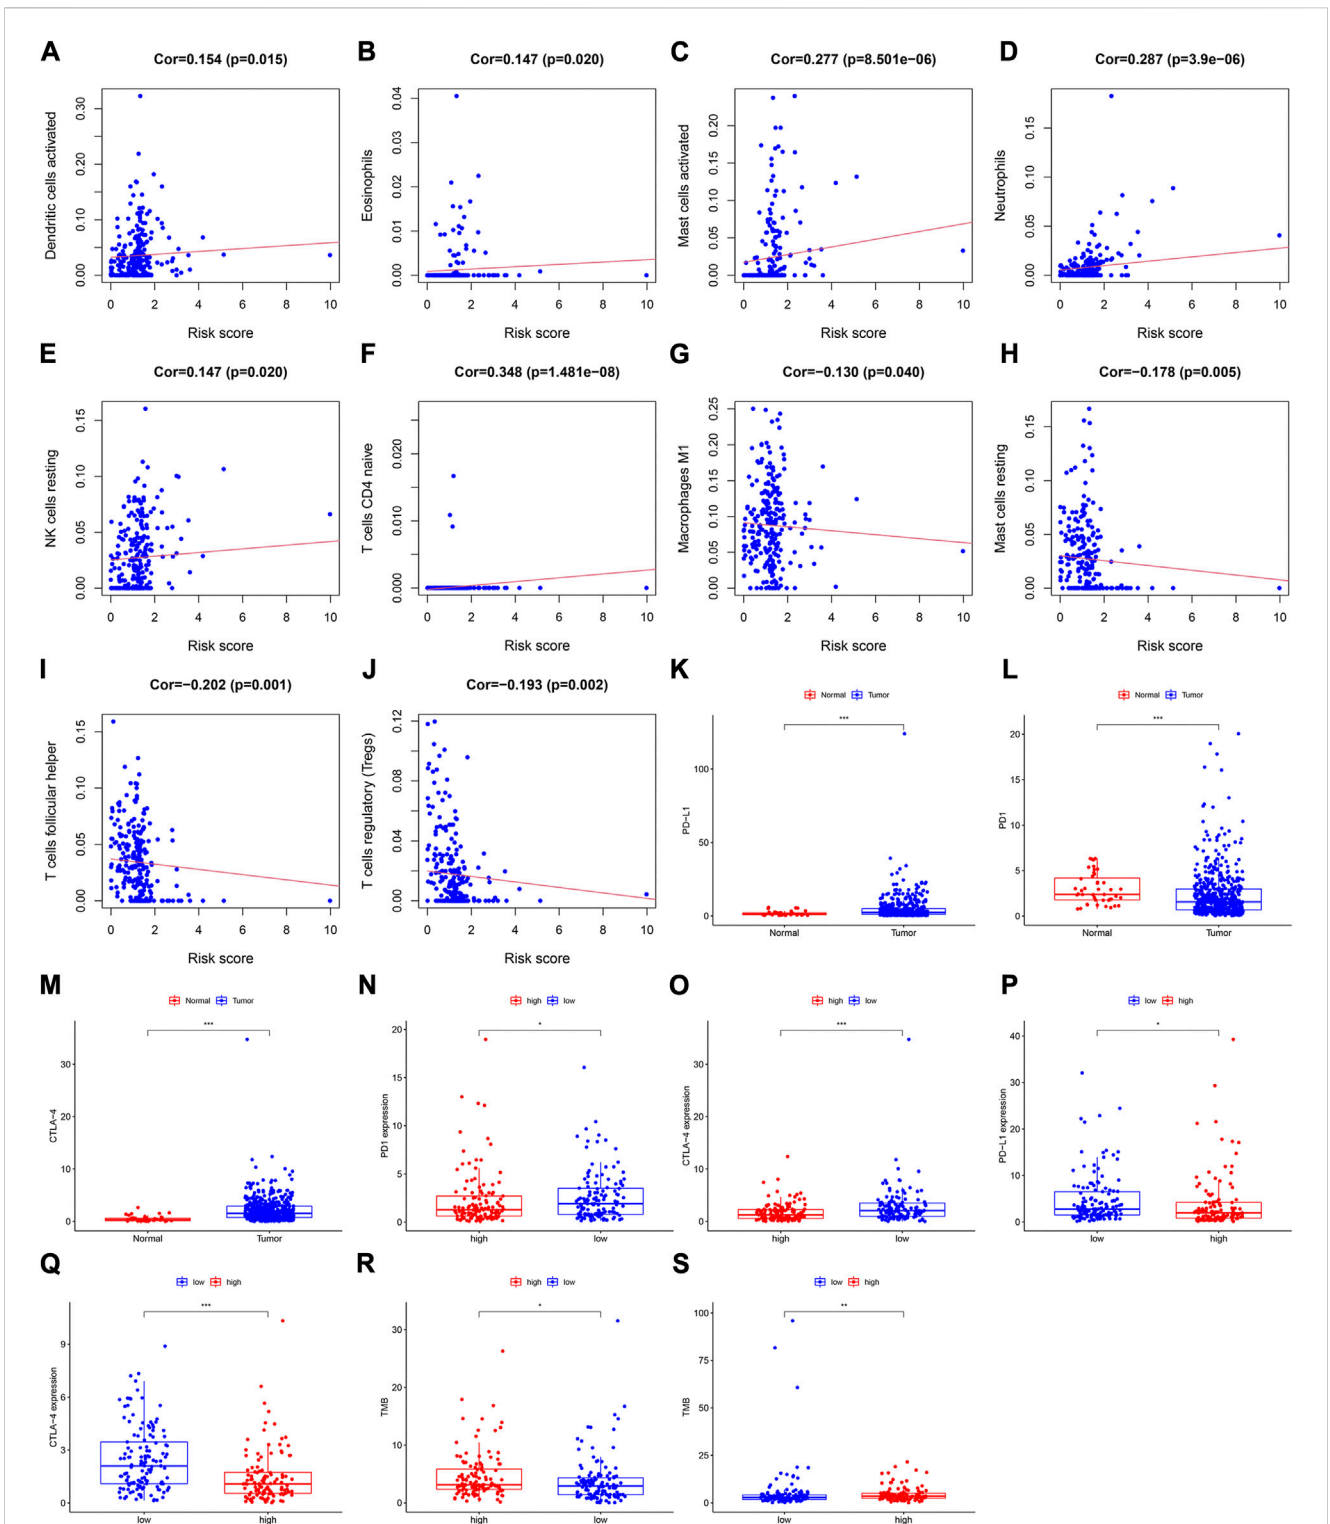 A
Cor=0.154 (p=0.015)
Dendritic cells activated
0.30
0.20
0.10
0.00
0 2 4 6 8 10
Risk score
B
Cor=0.147 (p=0.020)
Eosinophils
0.04
0.03
0.02
0.01
0.00
0 2 4 6 8 10
Risk score
C
Cor=0.277 (p=8.501e−06)
Mast cells activated
0.20
0.15
0.10
0.05
0.00
0 2 4 6 8 10
Risk score
D
Cor=0.287 (p=3.9e−06)
Neutrophils
0.15
0.10
0.05
0.00
0 2 4 6 8 10
Risk score
E
Cor=0.147 (p=0.020)
NK cells resting
0.15
0.10
0.05
0.00
0 2 4 6 8 10
Risk score
F
Cor=0.348 (p=1.481e−08)
T cells CD4 naive
0.020
0.010
0.000
0 2 4 6 8 10
Risk score
G
Cor=−0.130 (p=0.040)
Macrophages M1
0.25
0.20
0.15
0.10
0.05
0.00
0 2 4 6 8 10
Risk score
H
Cor=−0.178 (p=0.005)
Mast cells resting
0.15
0.10
0.05
0.00
0 2 4 6 8 10
Risk score
I
Cor=−0.202 (p=0.001)
T cells follicular helper
0.15
0.10
0.05
0.00
0 2 4 6 8 10
Risk score
J
Cor=−0.193 (p=0.002)
T cells regulatory (Tregs)
0.12
0.08
0.04
0.00
0 2 4 6 8 10
Risk score
K
Normal Tumor
***
PD−L1
100
50
0
Normal Tumor
L
Normal Tumor
***
PD1
20
15
10
5
0
Normal Tumor
M
Normal Tumor
***
CTLA−4
30
20
10
0
Normal Tumor
N
high low
*
PD1 expression
20
15
10
5
0
high low
O
high low
***
CTLA−4 expression
30
20
10
0
high low
P
low high
*
PD−L1 expression
40
30
20
10
0
low high
Q
low high
***
CTLA−4 expression
9
6
3
0
low high
R
high low
*
TMB
30
20
10
0
high low
S
low high
**
TMB
100
75
50
25
0
low high